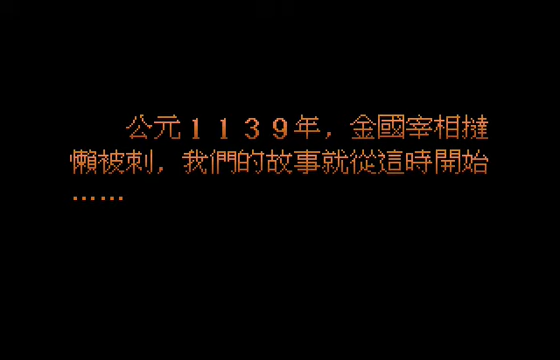 公元１１３９年，金國宰相撻
懶被刺，我們的故事就從這時開始
……